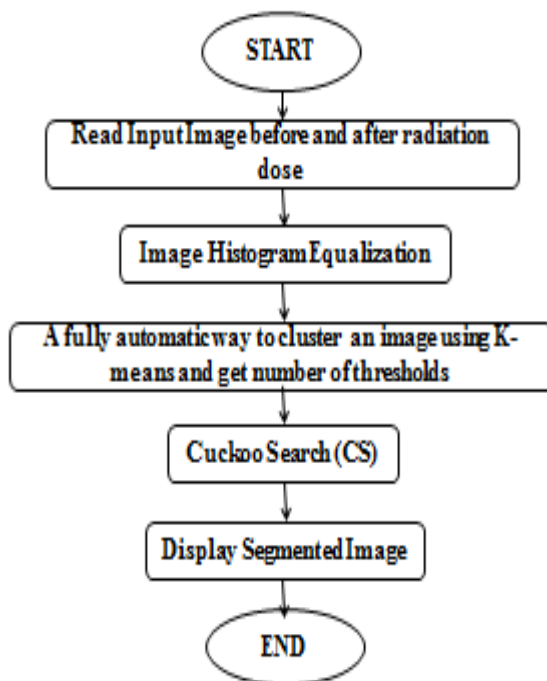 START
Read Input Image before and after radiation
dose
Image Histogram Equalization
A fully automatic way to cluster an image using K-
means and get number of thresholds
Cuckoo Search (CS)
Display Segmented Image
END